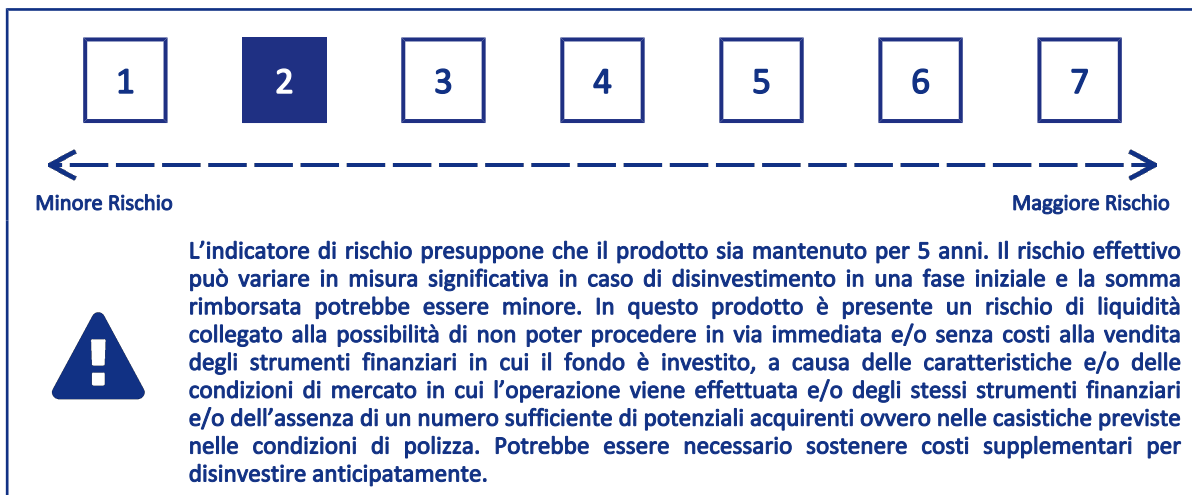 1 2 3 4 5 6 7
Minore Rischio Maggiore Rischio
L’indicatore di rischio presuppone che il prodotto sia mantenuto per 5 anni. Il rischio effettivo
può variare in misura significativa in caso di disinvestimento in una fase iniziale e la somma
rimborsata potrebbe essere minore. In questo prodotto è presente un rischio di liquidità
collegato alla possibilità di non poter procedere in via immediata e/o senza costi alla vendita
degli strumenti finanziari in cui il fondo è investito, a causa delle caratteristiche e/o delle
condizioni di mercato in cui l’operazione viene effettuata e/o degli stessi strumenti finanziari
e/o dell’assenza di un numero sufficiente di potenziali acquirenti ovvero nelle casistiche previste
nelle condizioni di polizza. Potrebbe essere necessario sostenere costi supplementari per
disinvestire anticipatamente.